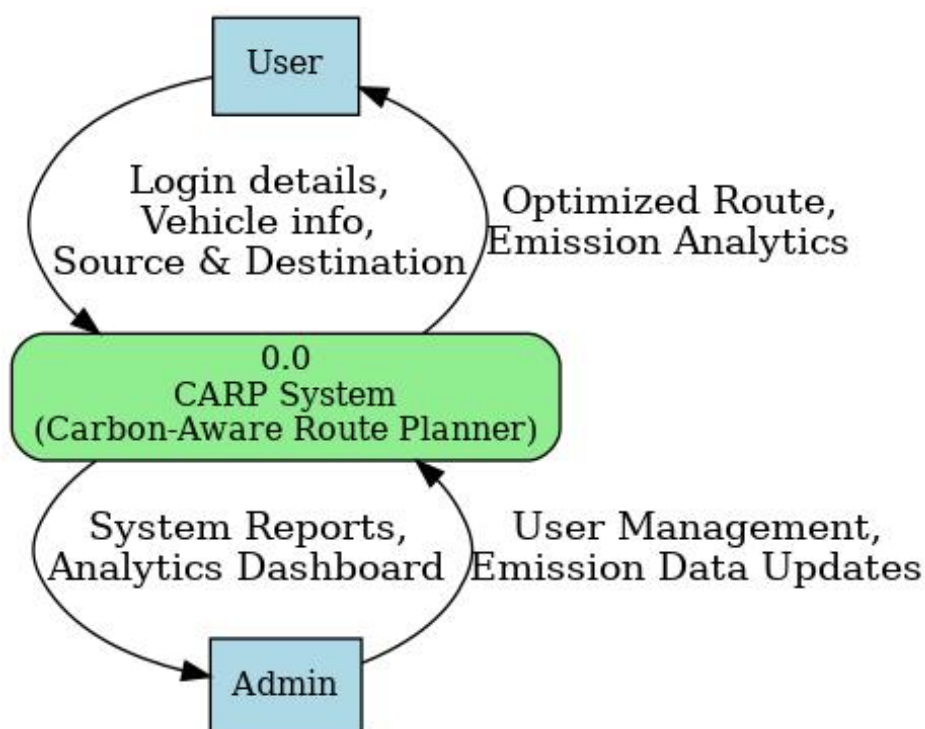 User
Login details,
Vehicle info,
Source & Destination
Optimized Route,
Emission Analytics
0.0
CARP System
(Carbon-Aware Route Planner)
System Reports,
Analytics Dashboard
User Management,
Emission Data Updates
Admin